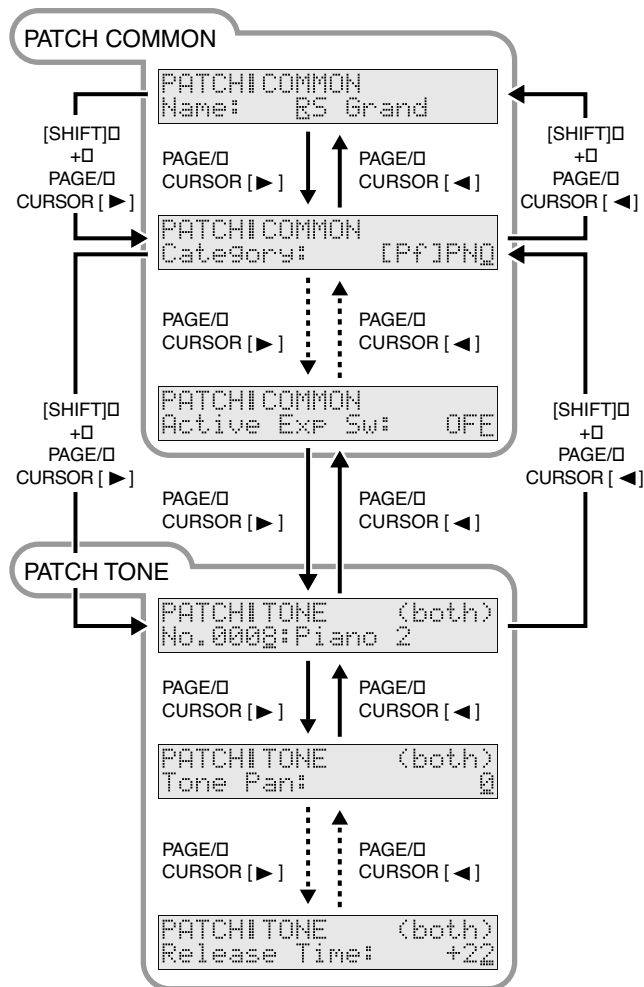 PATCH COMMON
PATCH COMMON
Name: RS Grand
[SHIFT]□
+□
PAGE/□
CURSOR [ ▶ ]
PAGE/□
CURSOR [ ▶ ]
PAGE/□
CURSOR [ ◀ ]
[SHIFT]□
+□
PAGE/□
CURSOR [ ◀ ]
PATCH COMMON
Category: [Pf]PNO
PAGE/□
CURSOR [ ▶ ]
PAGE/□
CURSOR [ ◀ ]
PATCH COMMON
Active Exp Sw: OFF
[SHIFT]□
+□
PAGE/□
CURSOR [ ▶ ]
PAGE/□
CURSOR [ ▶ ]
PAGE/□
CURSOR [ ◀ ]
[SHIFT]□
+□
PAGE/□
CURSOR [ ◀ ]
PATCH TONE
PATCH TONE (both)
No.0008:Piano 2
PAGE/□
CURSOR [ ▶ ]
PAGE/□
CURSOR [ ◀ ]
PATCH TONE (both)
Tone Pan: 0
PAGE/□
CURSOR [ ▶ ]
PAGE/□
CURSOR [ ◀ ]
PATCH TONE (both)
Release Time: +22